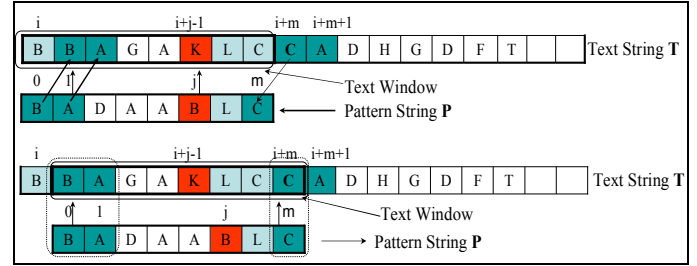 i i+j-1 i+m i+m+1
B B A G A K L C C A D H G D F T Text String T
0 1 j m Text Window
B A D A A B L C Pattern String P
i i+j-1 i+m i+m+1
B B A G A K L C C A D H G D F T Text String T
0 1 j m Text Window
B A D A A B L C Pattern String P